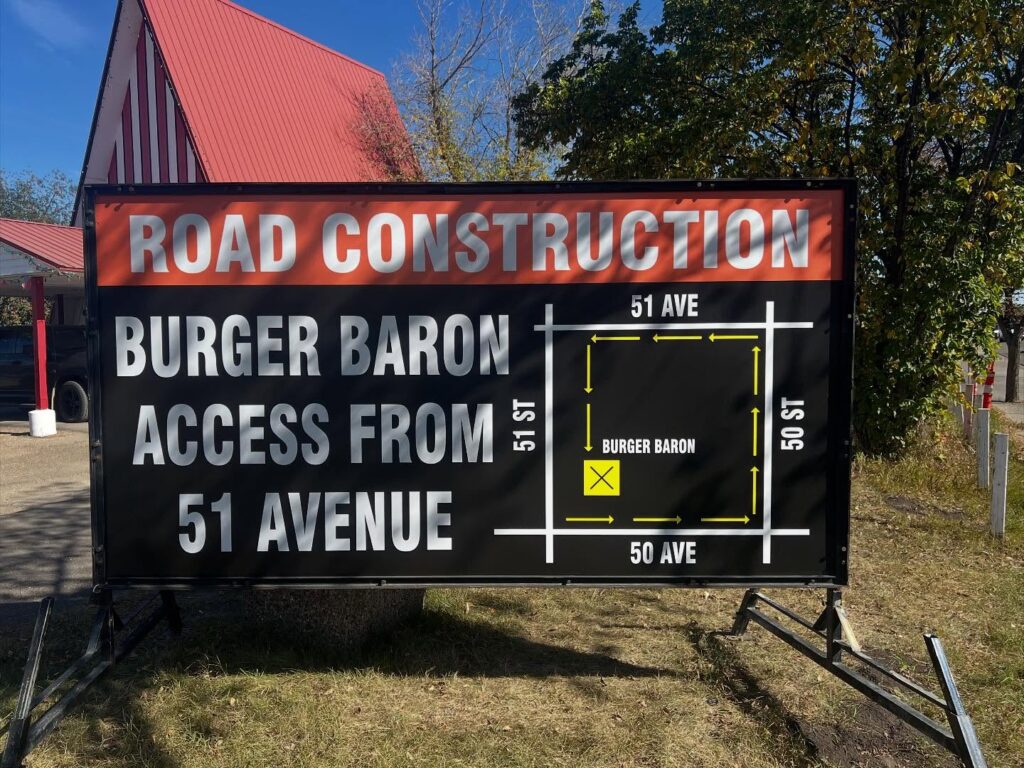 ROAD CONSTRUCTION
BURGER BARON
ACCESS FROM
51 AVENUE
51 AVE
51 ST
50 ST
BURGER BARON
50 AVE